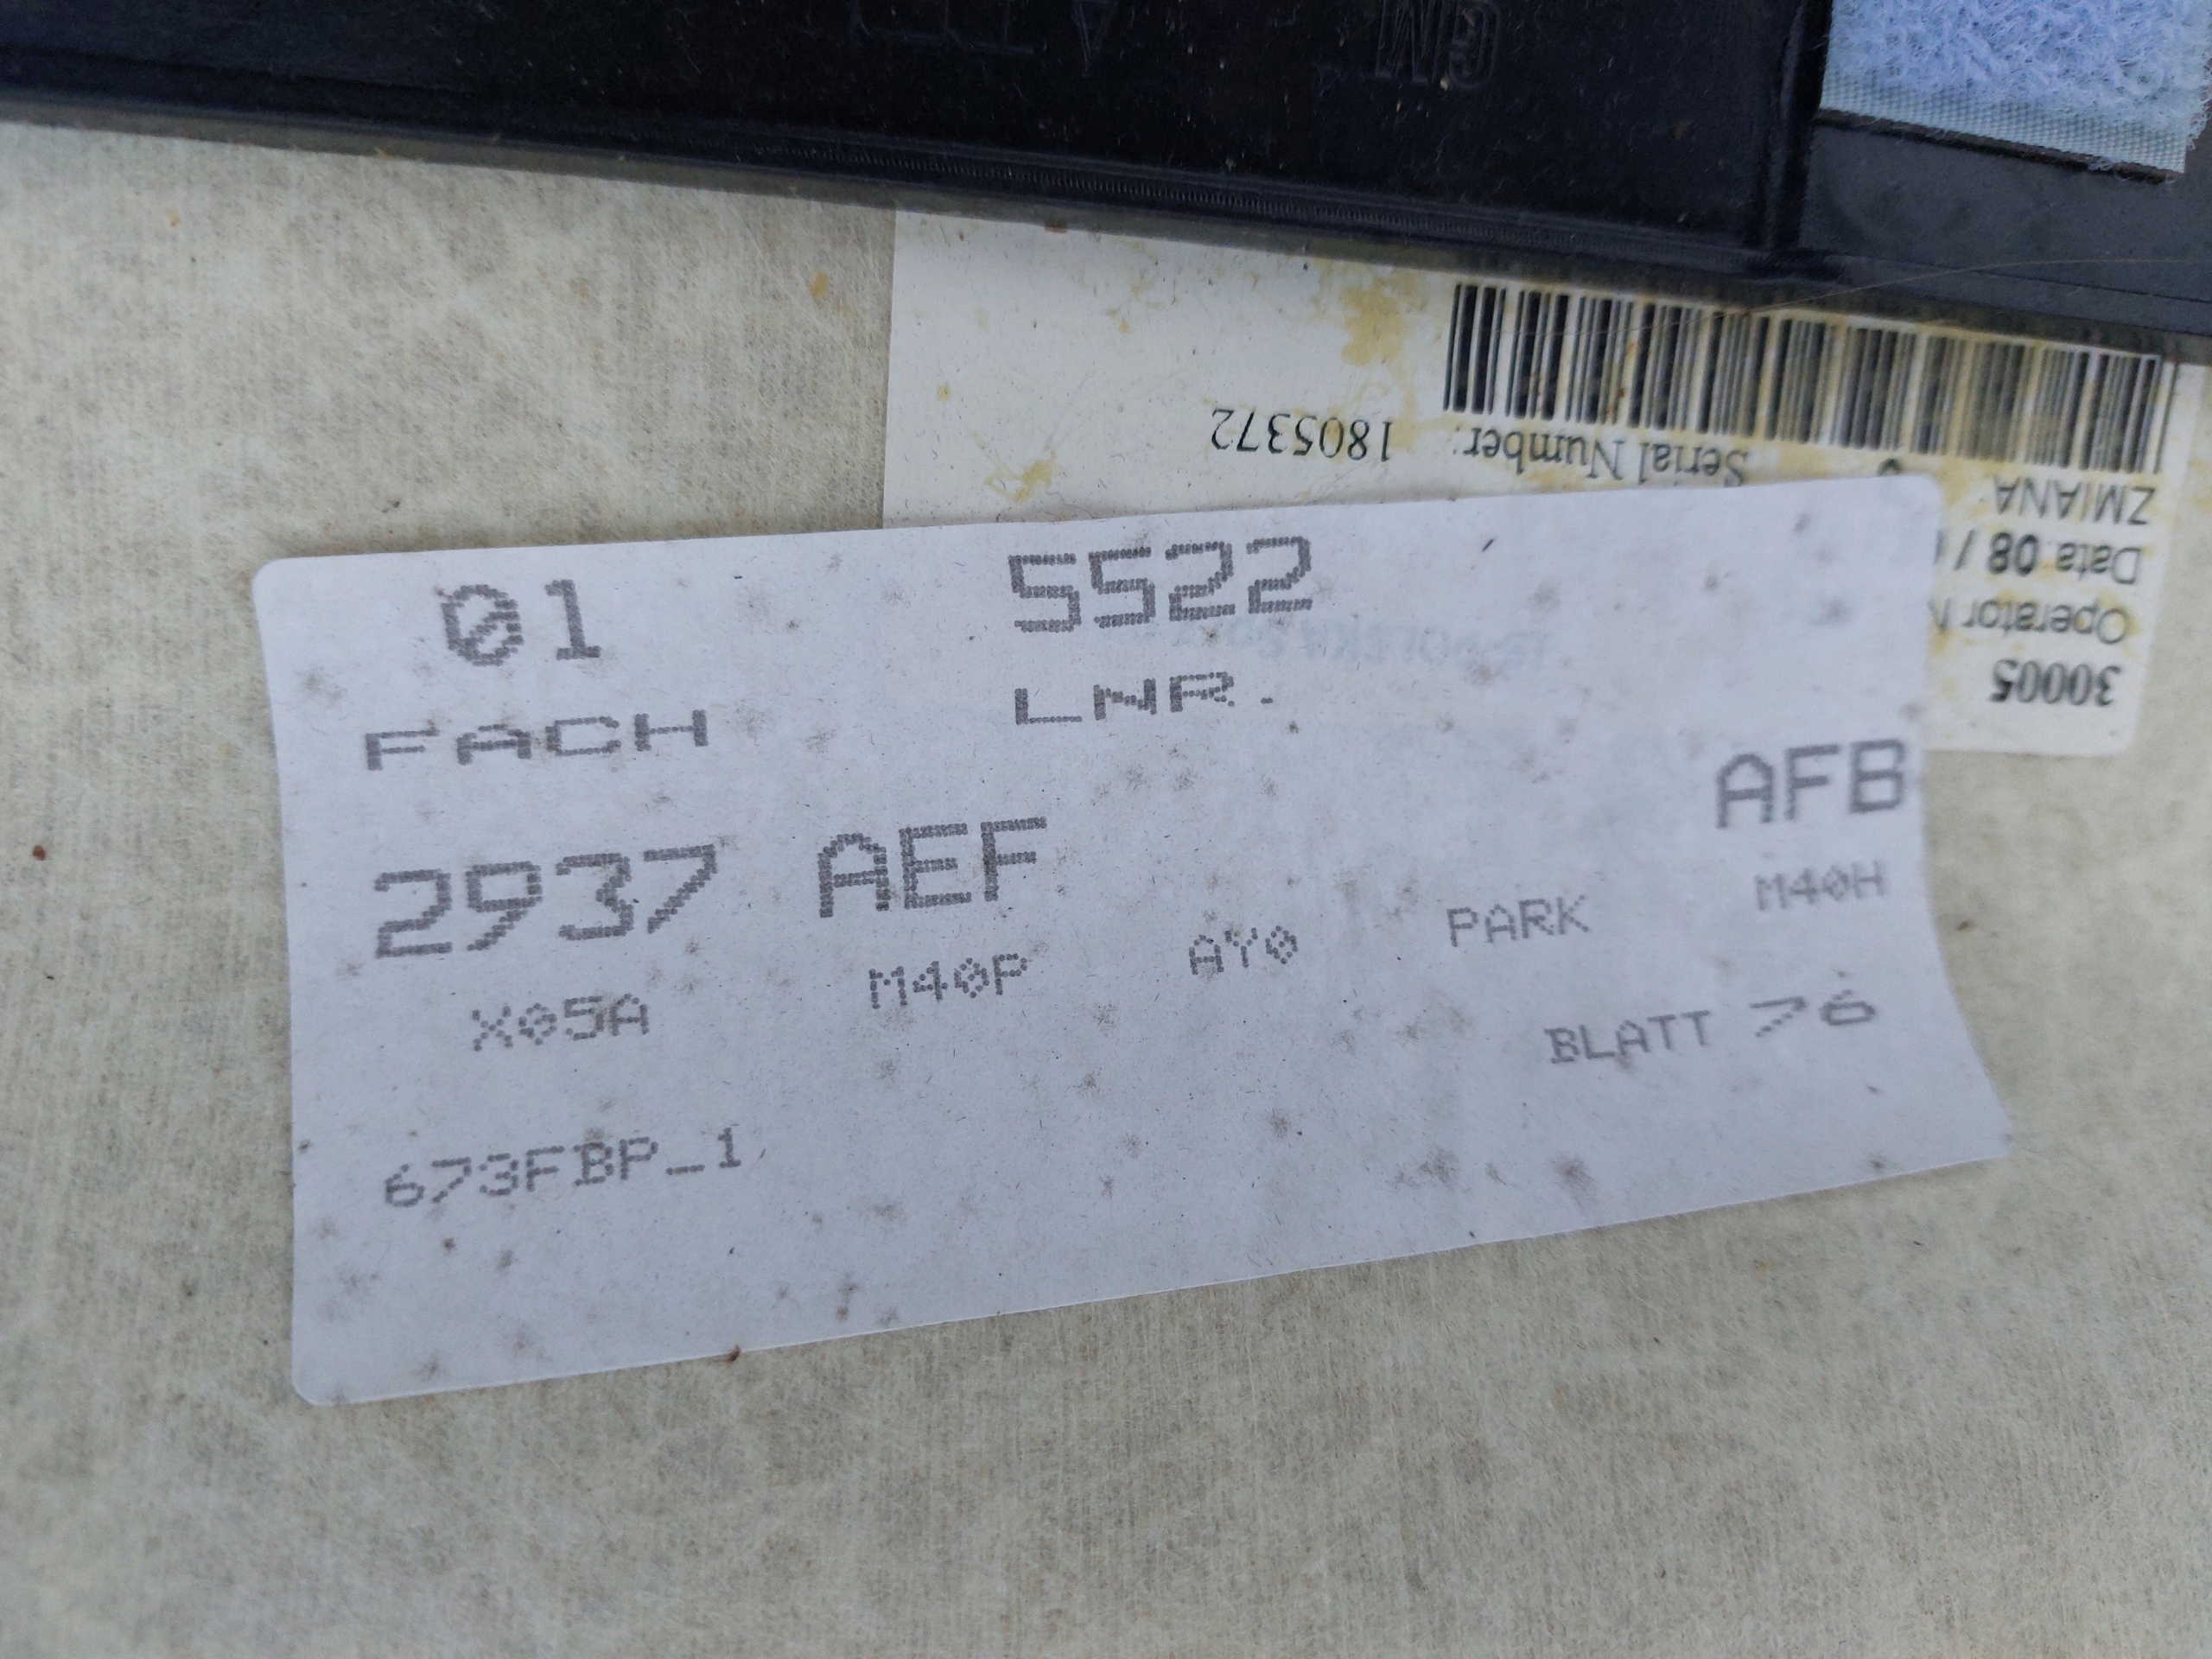 GM
1805372 Serial Number:
ZMIANA:
Data 08 /
Operator
30005
01 5522
FACH LNR.
2937 AEF AFB
X05A M40P AY0 PARK M40H
BLATT 76
673FBP_1